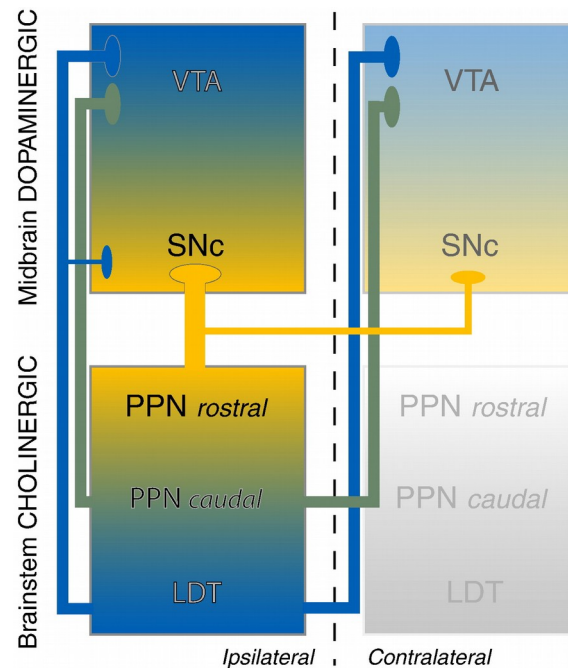 Midbrain DOPAMINERGIC
VTA
SNc
VTA
SNc
Brainstem CHOLINERGIC
PPN rostral
PPN caudal
LDT
PPN rostral
PPN caudal
LDT
Ipsilateral
Contralateral